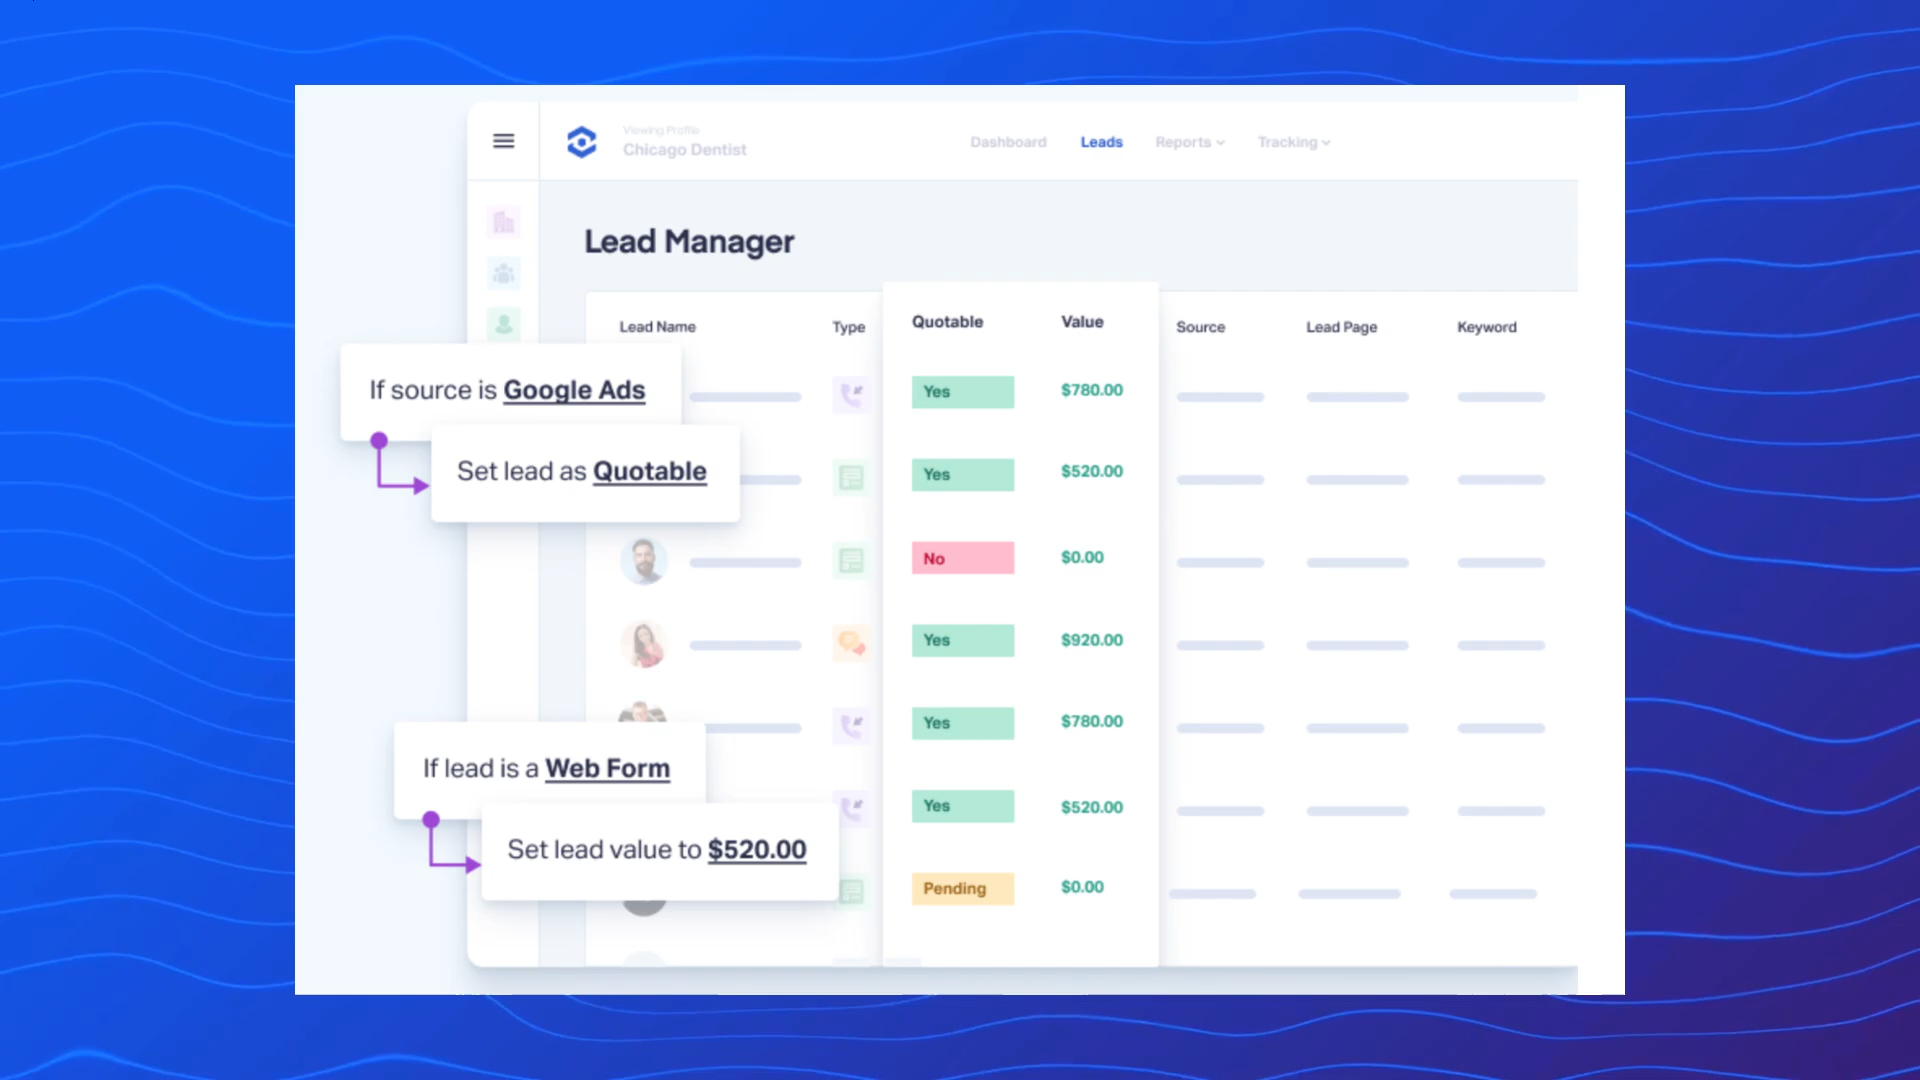 Viewing Profile
Chicago Dentist
Dashboard
Leads
Reports
Tracking
Lead Manager
Lead Name
Type
Quotable
Value
Source
Lead Page
Keyword
If source is Google Ads
Set lead as Quotable
Yes $780.00
Yes $520.00
No $0.00
Yes $920.00
Yes $780.00
Yes $520.00
Pending $0.00
If lead is a Web Form
Set lead value to $520.00